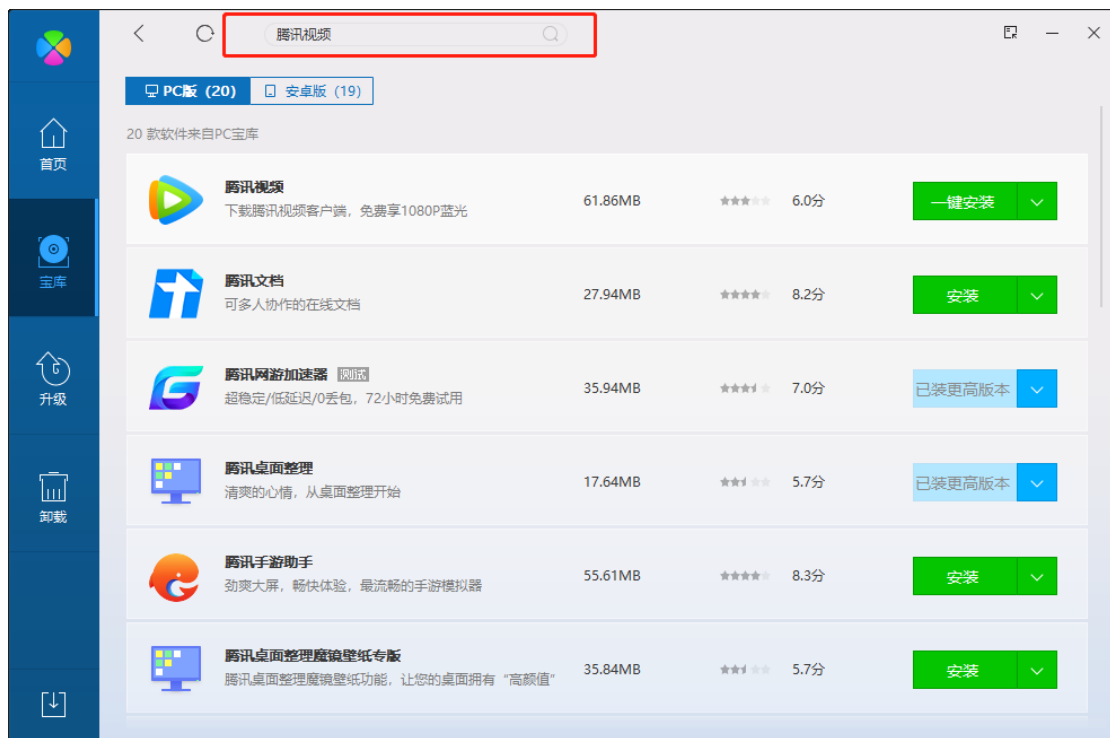 腾讯视频
PC版 (20)
安卓版 (19)
20 款软件来自PC宝库
首页
宝库
升级
卸载
腾讯视频
下载腾讯视频客户端，免费享1080P蓝光
61.86MB
6.0分
一键安装
腾讯文档
可多人协作的在线文档
27.94MB
8.2分
安装
腾讯网游加速器 测试
超稳定/低延迟/0丢包，72小时免费试用
35.94MB
7.0分
已装更高版本
腾讯桌面整理
清爽的心情，从桌面整理开始
17.64MB
5.7分
已装更高版本
腾讯手游助手
劲爽大屏，畅快体验，最流畅的手游模拟器
55.61MB
8.3分
安装
腾讯桌面整理魔镜壁纸专版
腾讯桌面整理魔镜壁纸功能，让您的桌面拥有“高颜值”
35.84MB
5.7分
安装